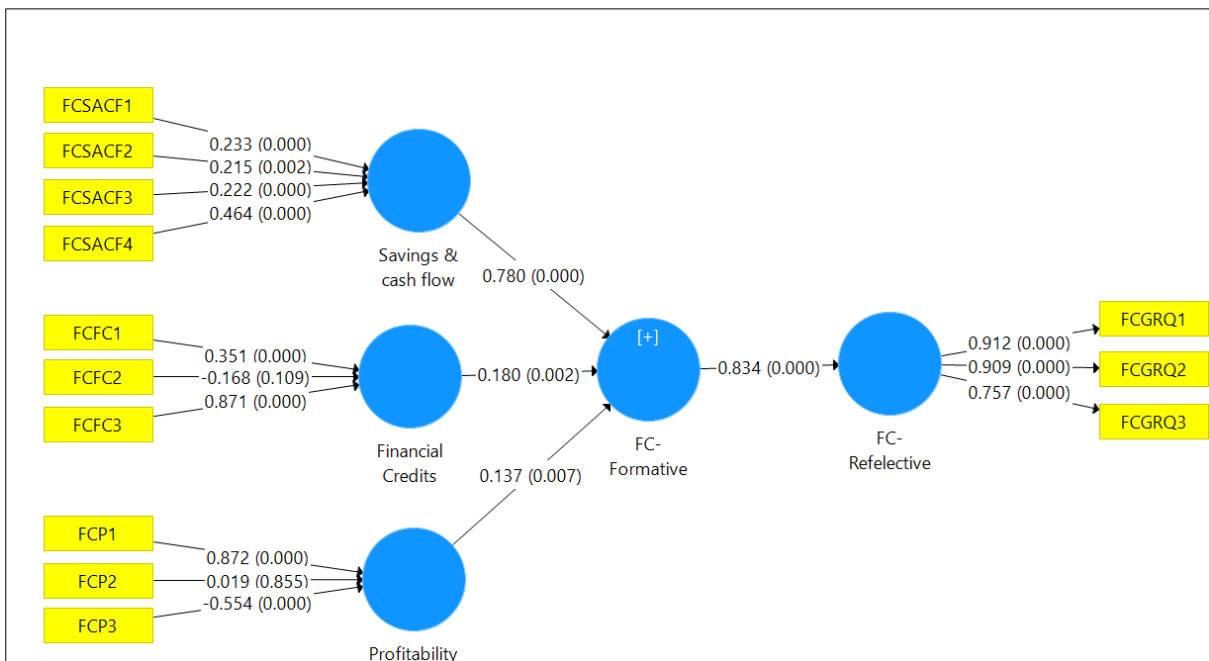 FCSACF1
FCSACF2
FCSACF3
FCSACF4
0.233 (0.000)
0.215 (0.002)
0.222 (0.000)
0.464 (0.000)
Savings &
cash flow
0.780 (0.000)
FCFC1
FCFC2
FCFC3
0.351 (0.000)
-0.168 (0.109)
0.871 (0.000)
Financial
Credits
0.180 (0.002)
[+]
FC-
Formative
0.834 (0.000)
FC-
Refelective
0.912 (0.000)
0.909 (0.000)
0.757 (0.000)
FCGRQ1
FCGRQ2
FCGRQ3
0.137 (0.007)
FCP1
FCP2
FCP3
0.872 (0.000)
0.019 (0.855)
-0.554 (0.000)
Profitability